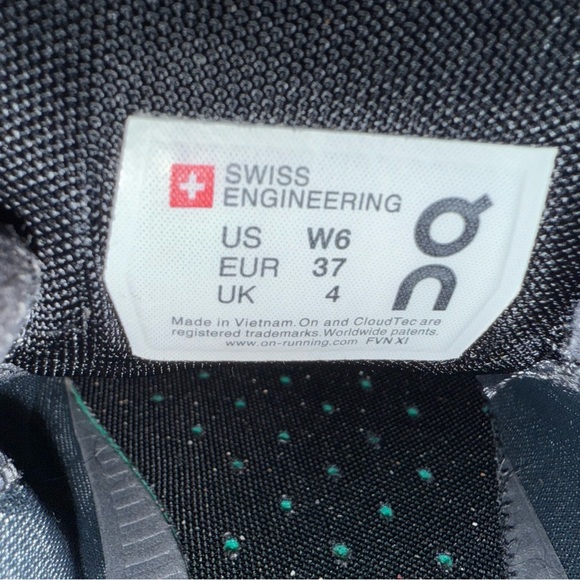 SWISS
ENGINEERING
US W6
EUR 37
UK 4
Made in Vietnam. On and CloudTec are
registered trademarks. Worldwide patents.
www.on-running.com FVN XI